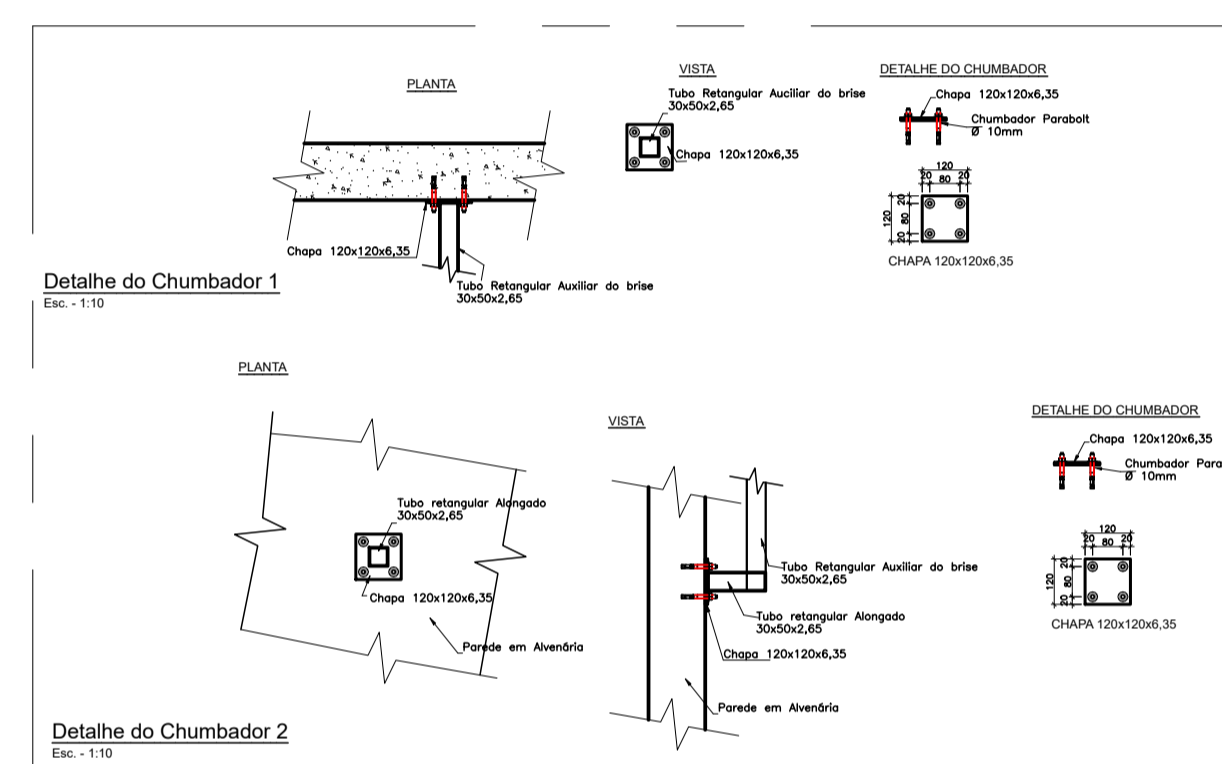 PLANTA
Chapa 120x120x6,35
Tubo Retangular Auxiliar do brise
30x50x2,65
Detalhe do Chumbador 1
Esc. - 1:10
VISTA
Tubo Retangular Auciliar do brise
30x50x2,65
Chapa 120x120x6,35
DETALHE DO CHUMBADOR
Chapa 120x120x6,35
Chumbador Parabolt
Ø 10mm
120
20 80 20
120
20 80 20
CHAPA 120x120x6,35
PLANTA
Tubo retangular Alongado
30x50x2,65
Chapa 120x120x6,35
Parede em Alvenária
Detalhe do Chumbador 2
Esc. - 1:10
VISTA
Tubo Retangular Auxiliar do brise
30x50x2,65
Tubo retangular Alongado
30x50x2,65
Chapa 120x120x6,35
Parede em Alvenária
DETALHE DO CHUMBADOR
Chapa 120x120x6,35
Chumbador Para
Ø 10mm
120
20 80 20
120
20 80 20
CHAPA 120x120x6,35